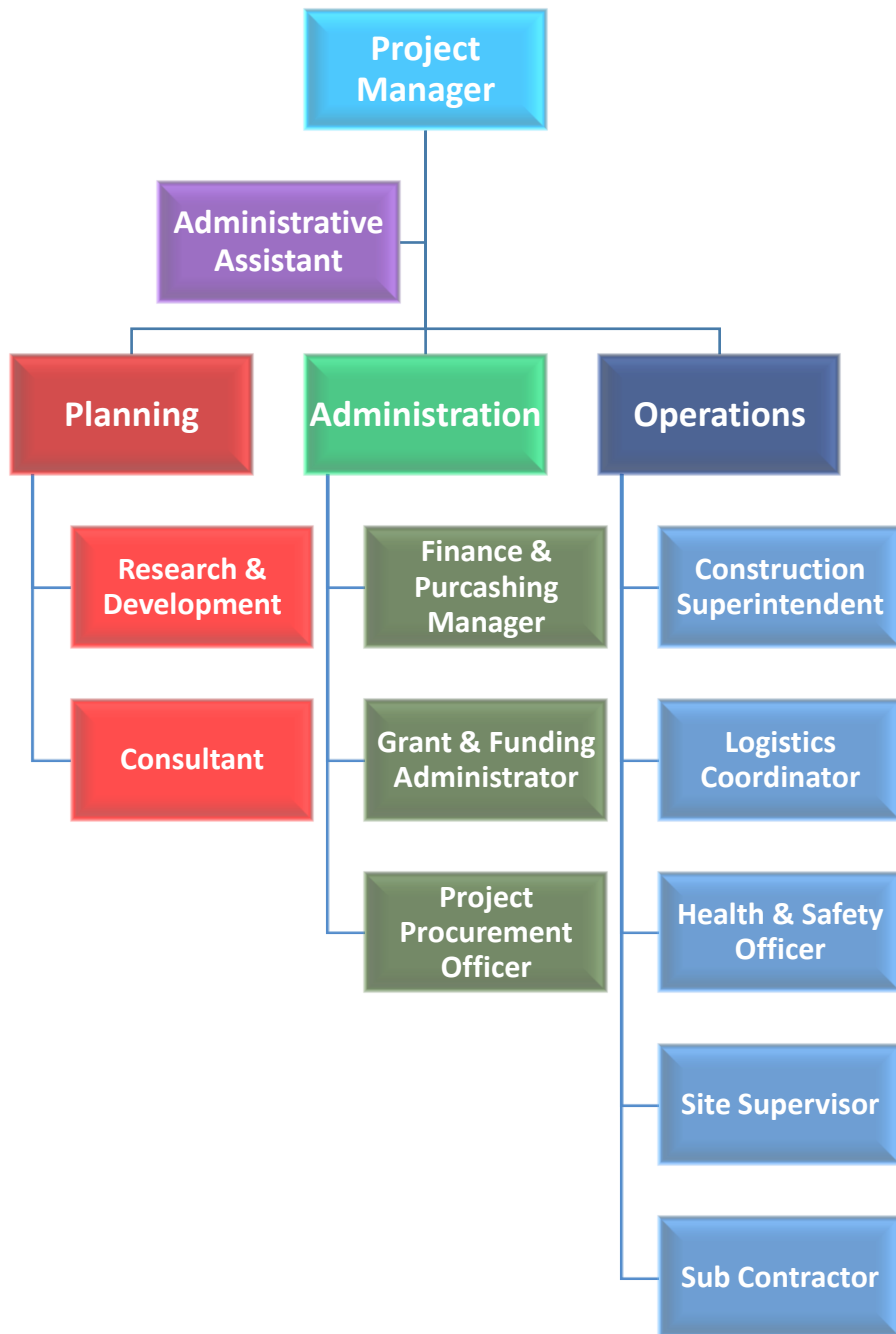 Project
Manager
Administrative
Assistant
Planning
Administration
Operations
Research &
Development
Consultant
Finance &
Purcashing
Manager
Grant & Funding
Administrator
Project
Procurement
Officer
Construction
Superintendent
Logistics
Coordinator
Health & Safety
Officer
Site Supervisor
Sub Contractor